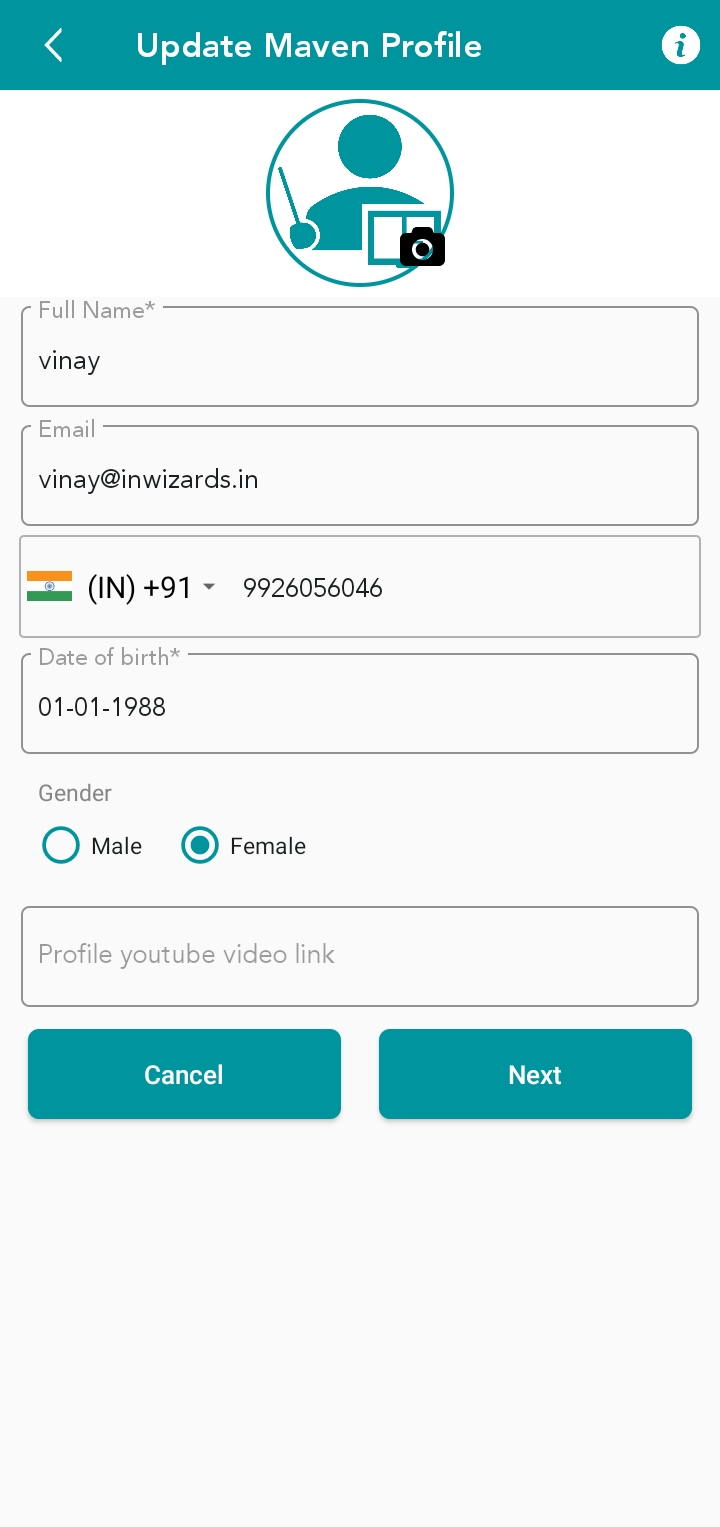 Update Maven Profile
Full Name*
vinay
Email
vinay@inwizards.in
(IN) +91 9926056046
Date of birth*
01-01-1988
Gender
Male Female
Profile youtube video link
Cancel Next